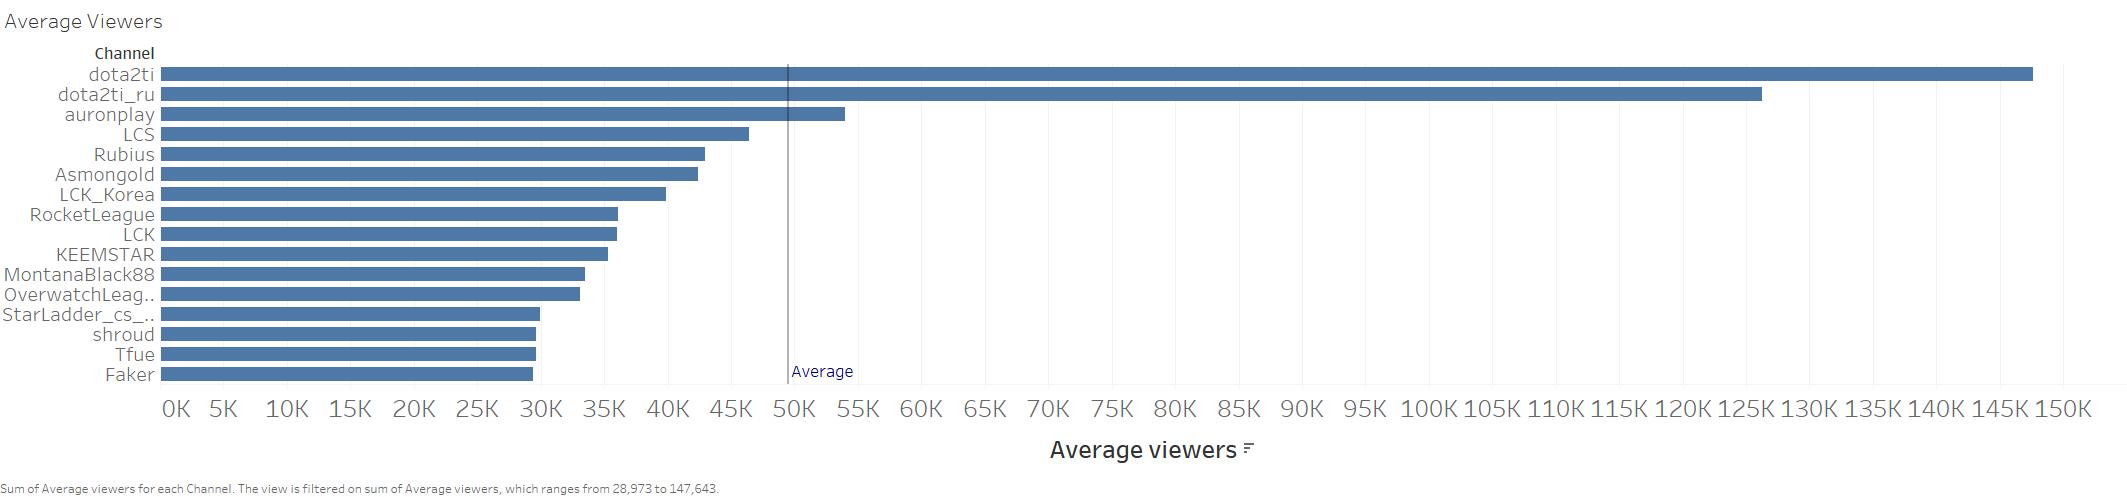 Average Viewers
Channel
dota2ti
dota2ti_ru
auronplay
LCS
Rubius
Asmongold
LCK_Korea
RocketLeague
LCK
KEEMSTAR
MontanaBlack88
OverwatchLeag..
StarLadder_cs_..
shroud
Tfue
Faker
Average
0K 5K 10K 15K 20K 25K 30K 35K 40K 45K 50K 55K 60K 65K 70K 75K 80K 85K 90K 95K 100K 105K 110K 115K 120K 125K 130K 135K 140K 145K 150K
Average viewers
Sum of Average viewers for each Channel. The view is filtered on sum of Average viewers, which ranges from 28,973 to 147,643.